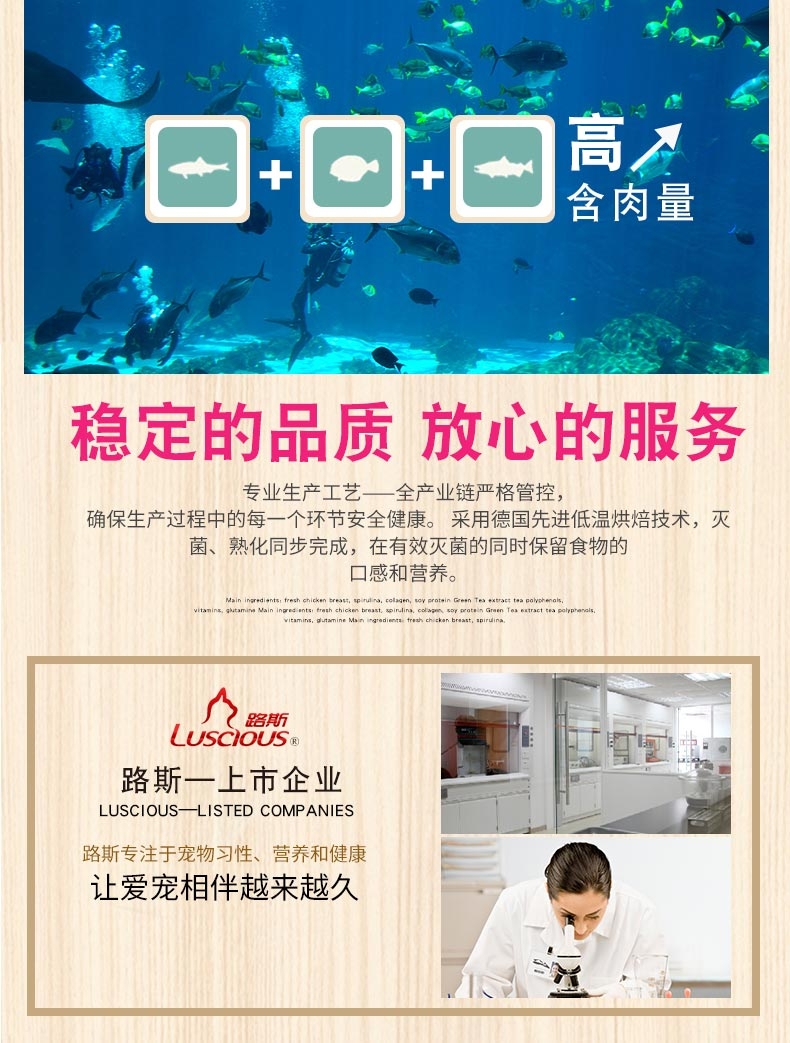 + + 高
含肉量
稳定的品质 放心的服务
专业生产工艺——全产业链严格管控，
确保生产过程中的每一个环节安全健康。 采用德国先进低温烘焙技术，灭
菌、熟化同步完成，在有效灭菌的同时保留食物的
口感和营养。
Main ingredients: fresh chicken breast, spirulina, collagen, soy protein Green Tea extract tea polyphenols,
vitamins, glutamine Main ingredients: fresh chicken breast, spirulina, collagen, soy protein Green Tea extract tea polyphenols,
vitamins, glutamine Main ingredients: fresh chicken breast, spirulina,
路斯
LUSCIOUS®
路斯—上市企业
LUSCIOUS—LISTED COMPANIES
路斯专注于宠物习性、营养和健康
让爱宠相伴越来越久